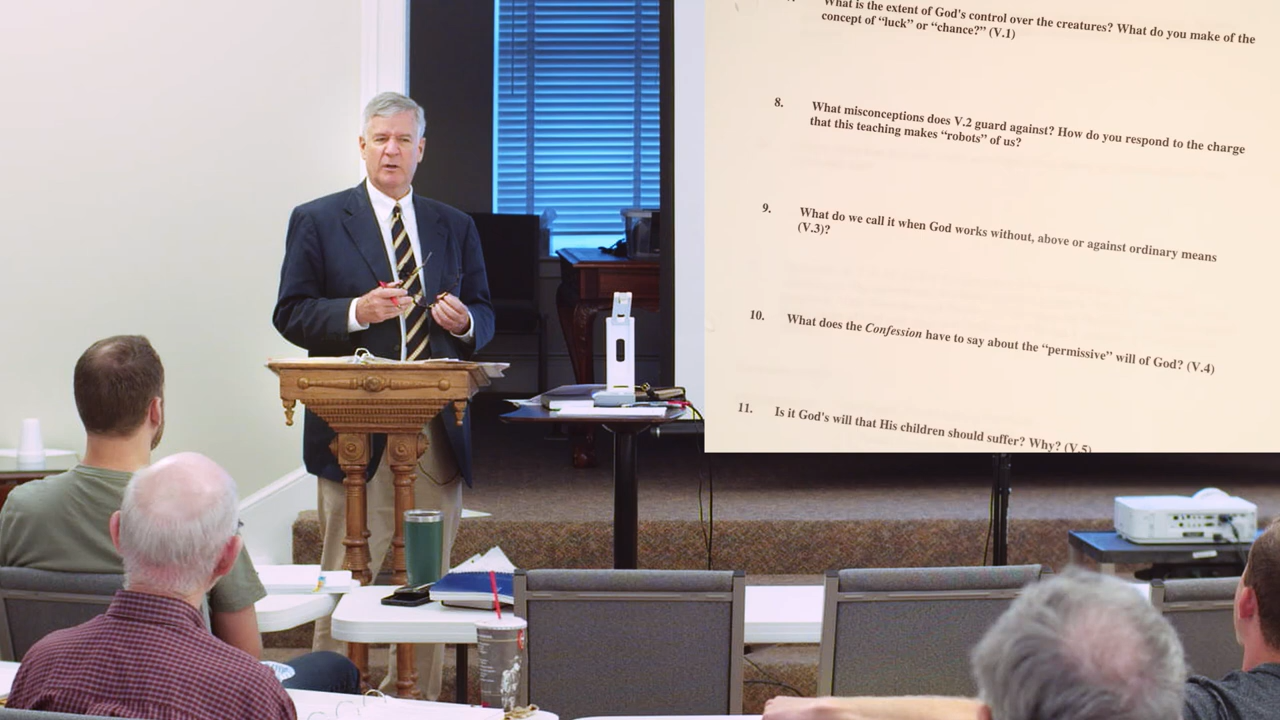 What is the extent of God's control over the creatures? What do you make of the
concept of “luck” or “chance?” (V.1)
8. What misconceptions does V.2 guard against? How do you respond to the charge
that this teaching makes “robots” of us?
9. What do we call it when God works without, above or against ordinary means
(V.3)?
10. What does the Confession have to say about the “permissive” will of God? (V.4)
11. Is it God's will that His children should suffer? Why? (V.5)